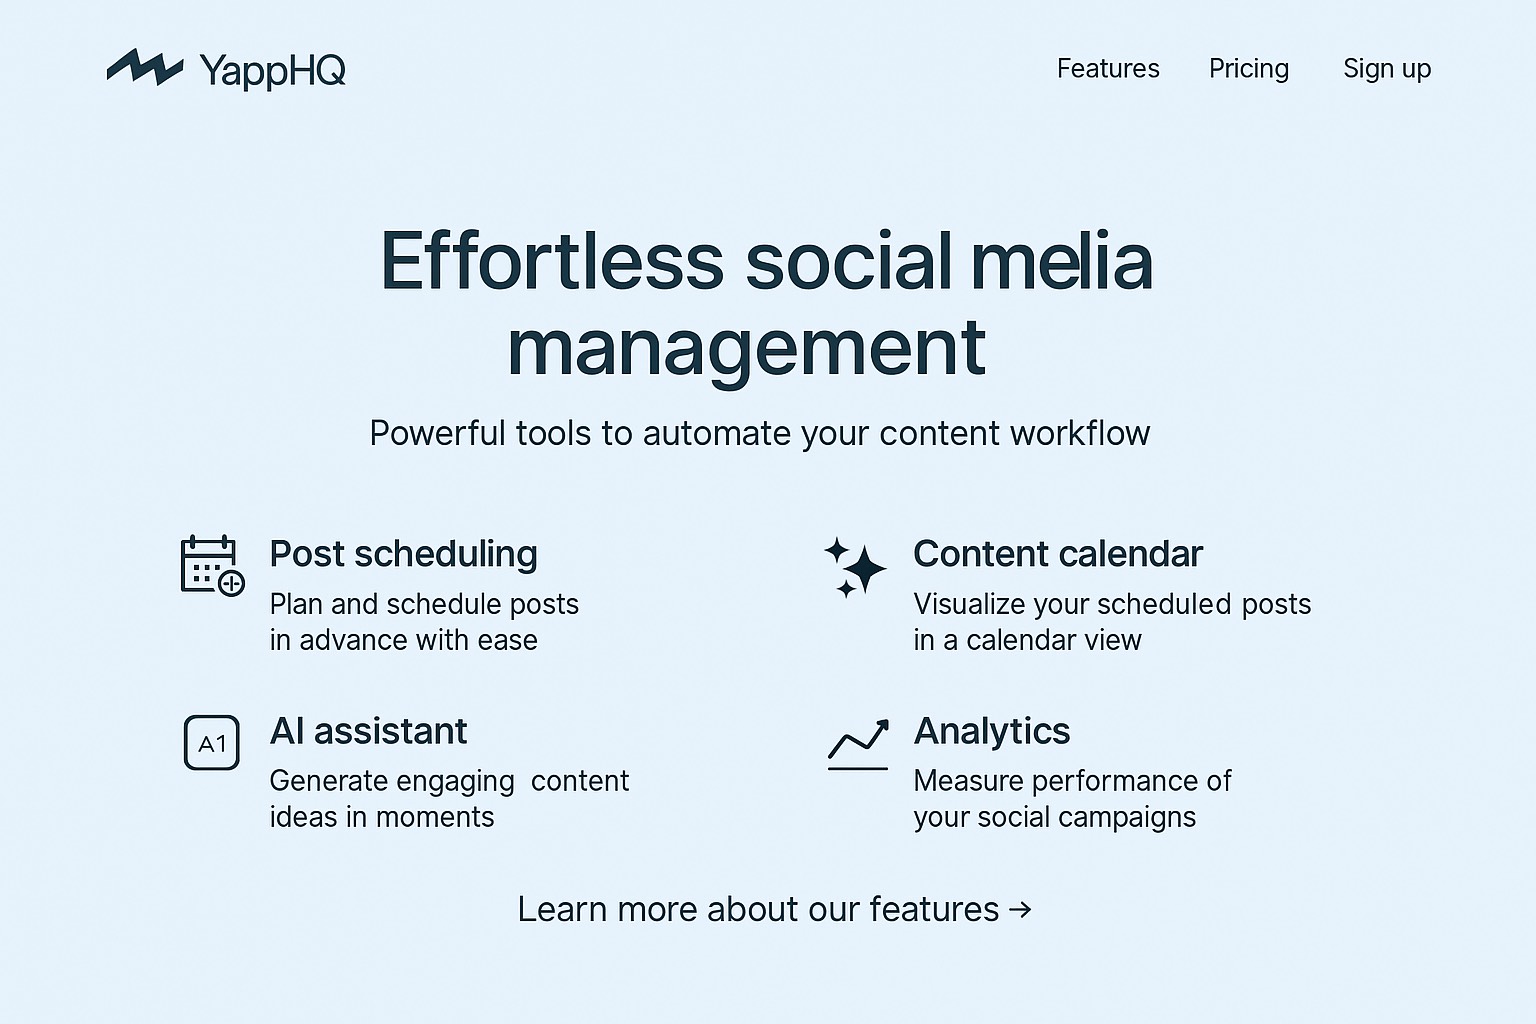 YappHQ
Features Pricing Sign up
Effortless social melia
management
Powerful tools to automate your content workflow
Post scheduling
Plan and schedule posts
in advance with ease
Content calendar
Visualize your scheduled posts
in a calendar view
A1
AI assistant
Generate engaging content
ideas in moments
Analytics
Measure performance of
your social campaigns
Learn more about our features →